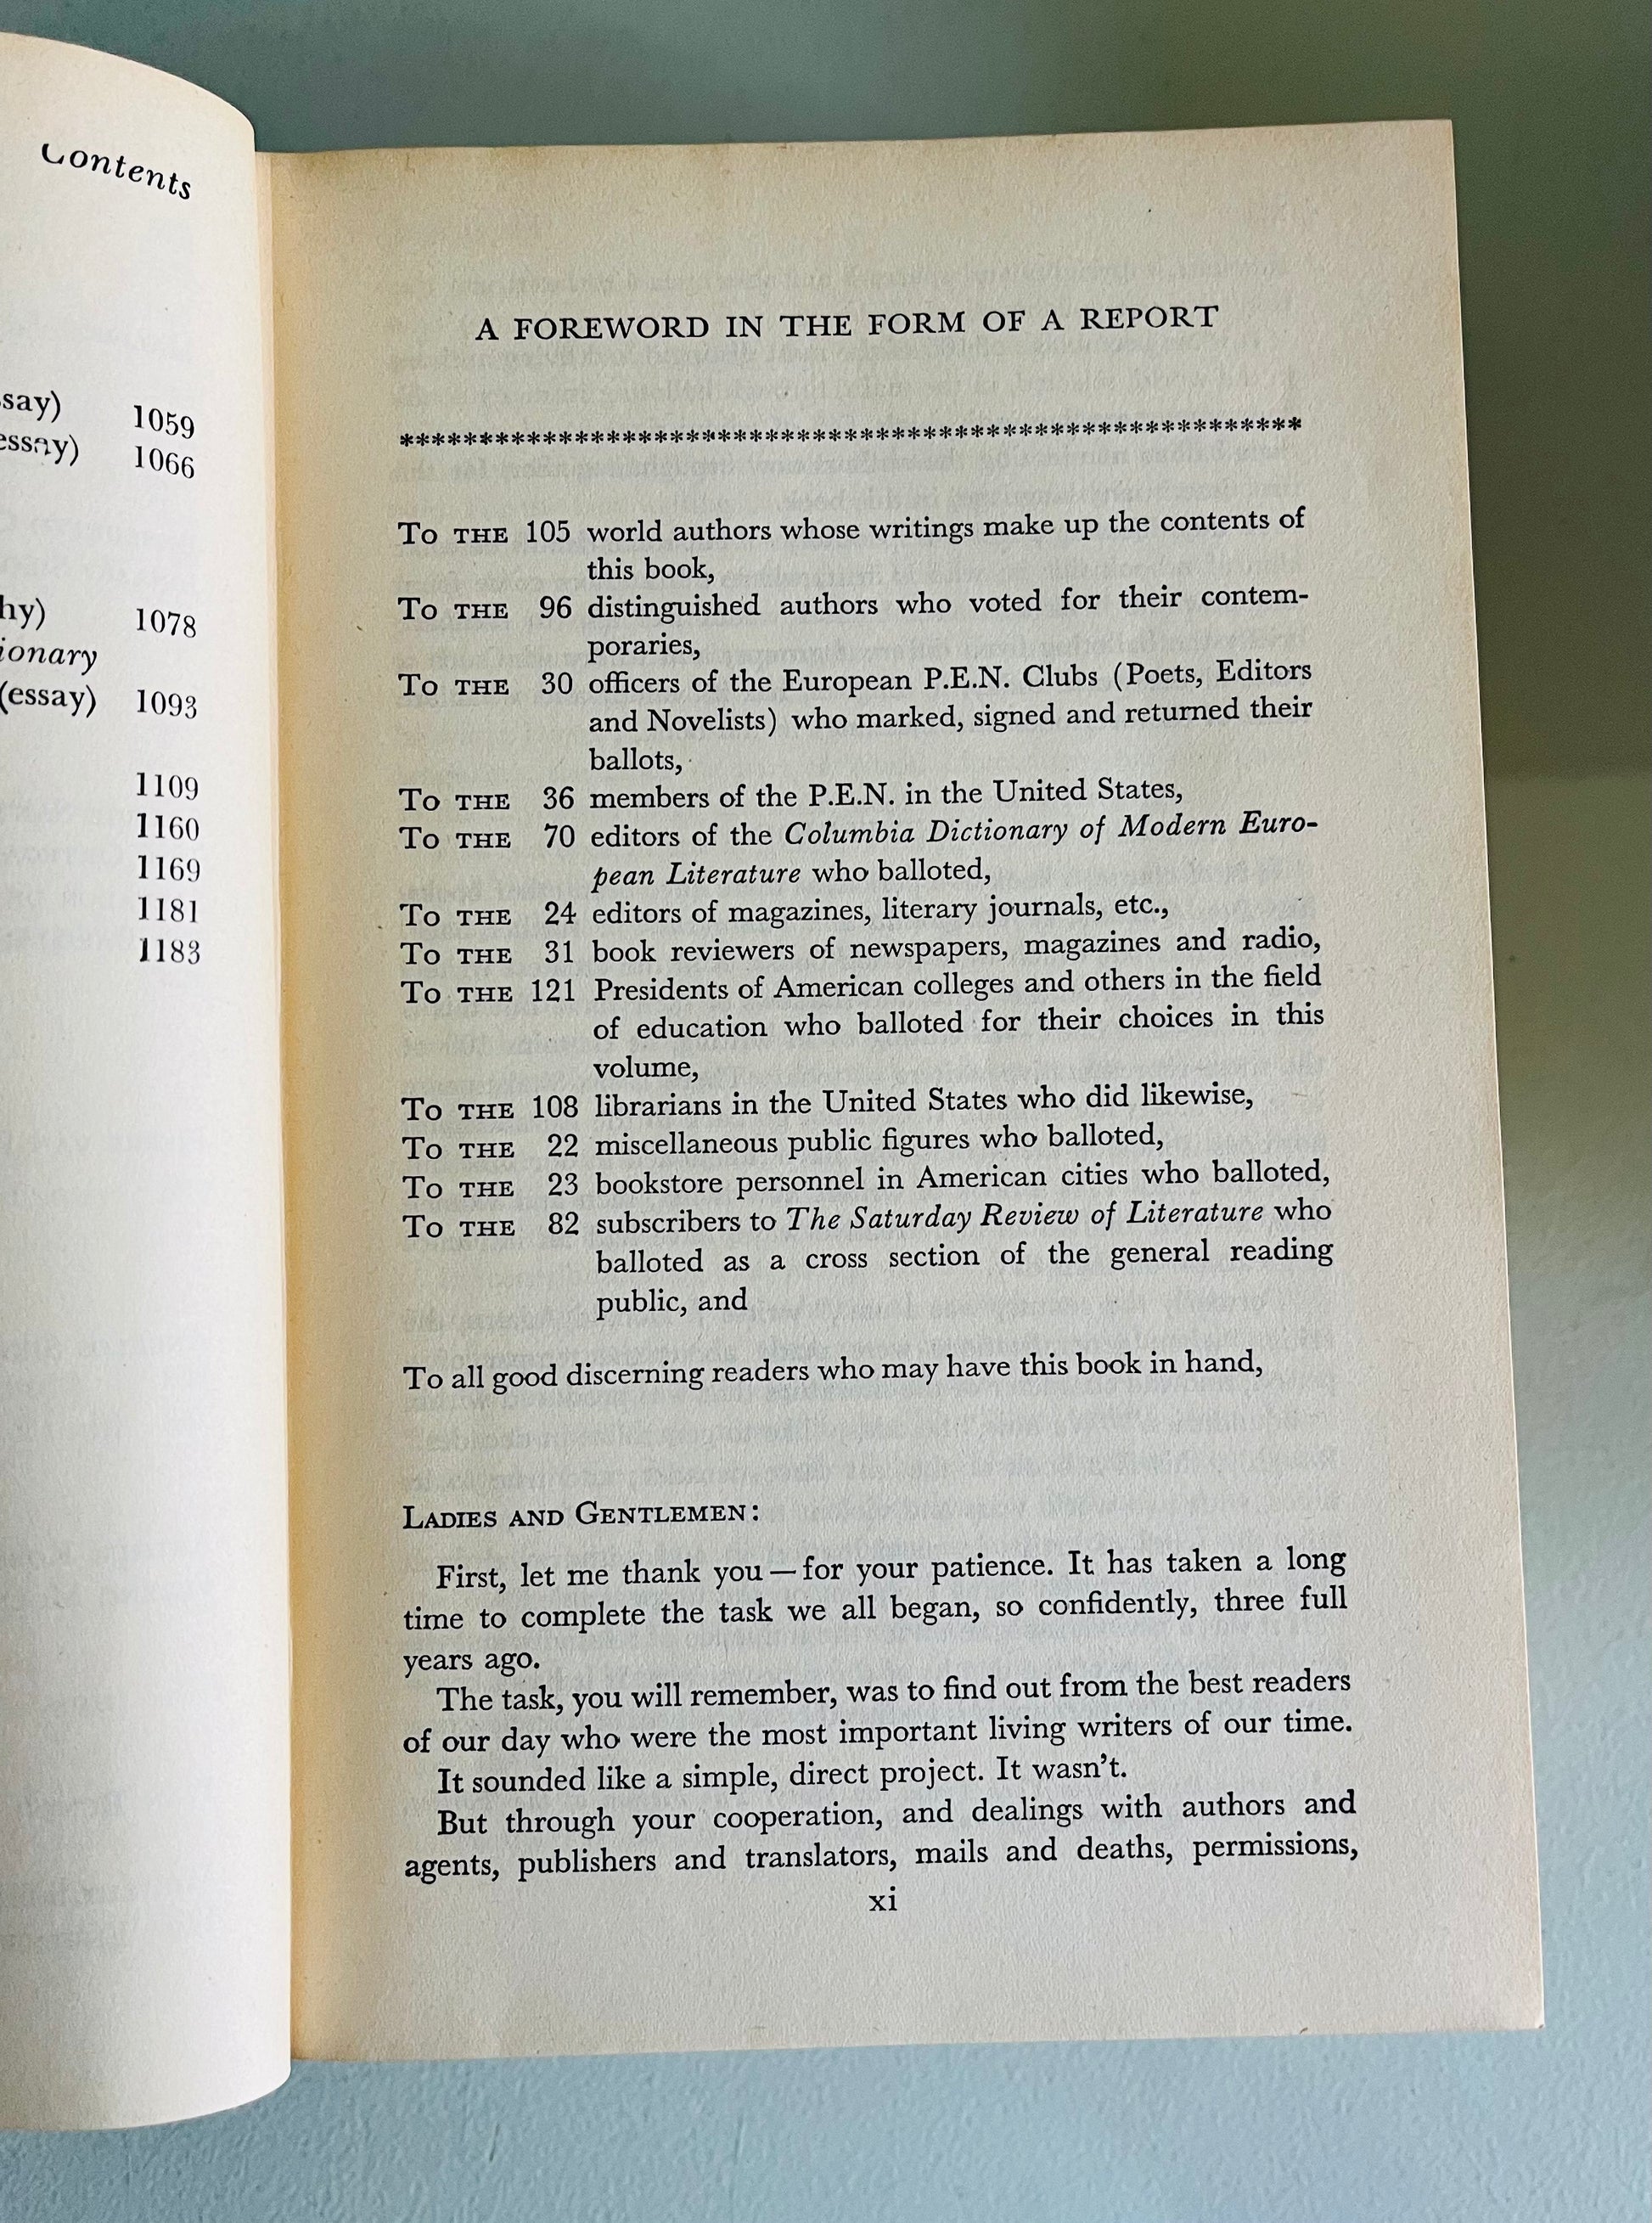 Contents
1059
essay) 1066
1078
(essay) 1093
1109
1160
1169
1181
1183
A FOREWORD IN THE FORM OF A REPORT
*********************************************************
To THE 105 world authors whose writings make up the contents of
this book,
To THE 96 distinguished authors who voted for their contem-
poraries,
To THE 30 officers of the European P.E.N. Clubs (Poets, Editors
and Novelists) who marked, signed and returned their
ballots,
To THE 36 members of the P.E.N. in the United States,
To THE 70 editors of the Columbia Dictionary of Modern Euro-
pean Literature who balloted,
To THE 24 editors of magazines, literary journals, etc.,
To THE 31 book reviewers of newspapers, magazines and radio,
To THE 121 Presidents of American colleges and others in the field
of education who balloted for their choices in this
volume,
To THE 108 librarians in the United States who did likewise,
To THE 22 miscellaneous public figures who balloted,
To THE 23 bookstore personnel in American cities who balloted,
To THE 82 subscribers to The Saturday Review of Literature who
balloted as a cross section of the general reading
public, and
To all good discerning readers who may have this book in hand,
LADIES AND GENTLEMEN:
First, let me thank you—for your patience. It has taken a long
time to complete the task we all began, so confidently, three full
years ago.
The task, you will remember, was to find out from the best readers
of our day who were the most important living writers of our time.
It sounded like a simple, direct project. It wasn't.
But through your cooperation, and dealings with authors and
agents, publishers and translators, mails and deaths, permissions,
xi